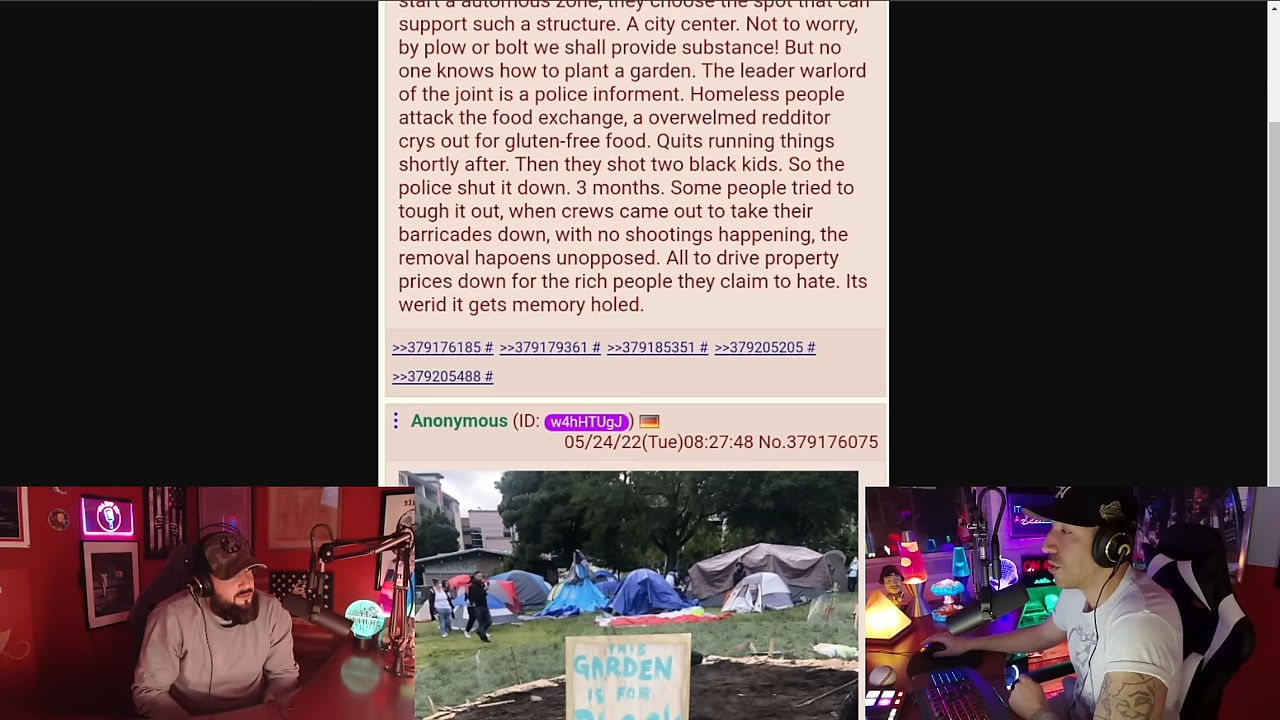 start a automous zone, they choose the spot that can
support such a structure. A city center. Not to worry,
by plow or bolt we shall provide substance! But no
one knows how to plant a garden. The leader warlord
of the joint is a police informent. Homeless people
attack the food exchange, a overwelmed redditor
crys out for gluten-free food. Quits running things
shortly after. Then they shot two black kids. So the
police shut it down. 3 months. Some people tried to
tough it out, when crews came out to take their
barricades down, with no shootings happening, the
removal hapoens unopposed. All to drive property
prices down for the rich people they claim to hate. Its
werid it gets memory holed.
>>379176185 # >>379179361 # >>379185351 # >>379205205 #
>>379205488 #
Anonymous (ID: w4hHTUgJ)
05/24/22(Tue)08:27:48 No.379176075
THIS
GARDEN
IS FOR